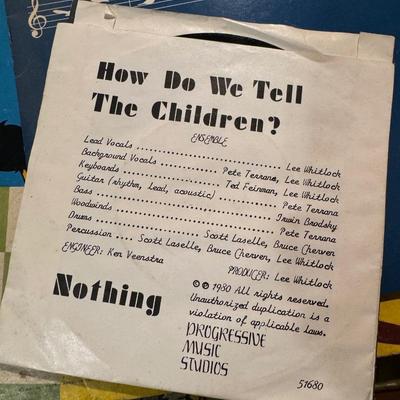 How Do We Tell
The Children?
ENSEMBLE
Lead Vocals .............................. Lee Whitlock
Background Vocals ............ Pete Terrana, Lee Whitlock
Keyboards .................... Ted Feinman, Lee Whitlock
Guitar (rhythm, lead, acoustic) ............ Pete Terrana
Bass ................................... Irwin Brodsky
Woodwinds .............................. Pete Terrana
Drums .................... Scott Laselle, Bruce Cherven
Percussion .... Scott Laselle, Bruce Cherven, Lee Whitlock
ENGINEER: Ken Veenstra
PRODUCER: Lee Whitlock
Nothing
© ℗ 1980 All rights reserved.
Unauthorized duplication is a
violation of applicable laws.
PROGRESSIVE
MUSIC
STUDIOS
51680